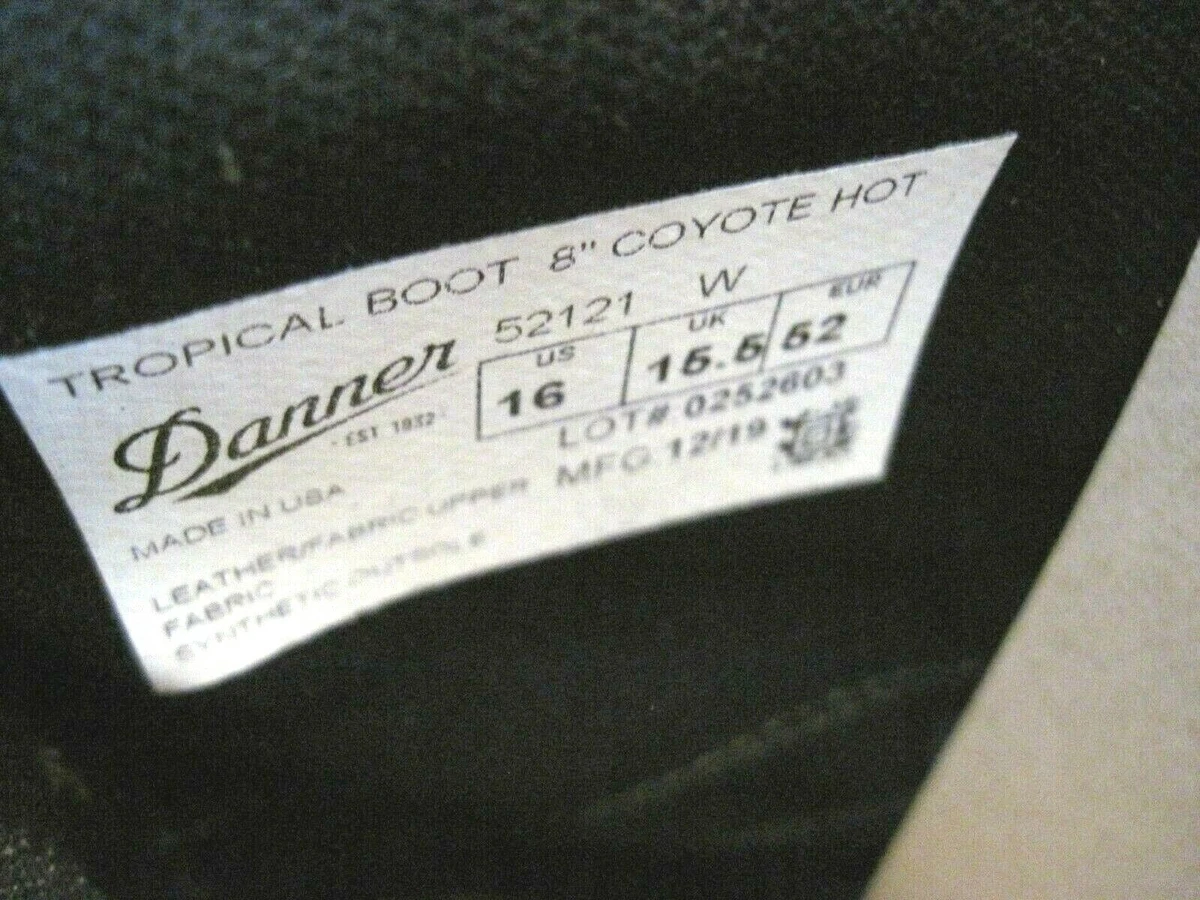 TROPICAL BOOT 8" COYOTE HOT
Danner
EST 1932
52121 W
US UK EUR
16 15.5 52
LOT# 0252603
MFG 12/19
MADE IN USA
LEATHER/FABRIC UPPER
FABRIC
SYNTHETIC OUTSOLE